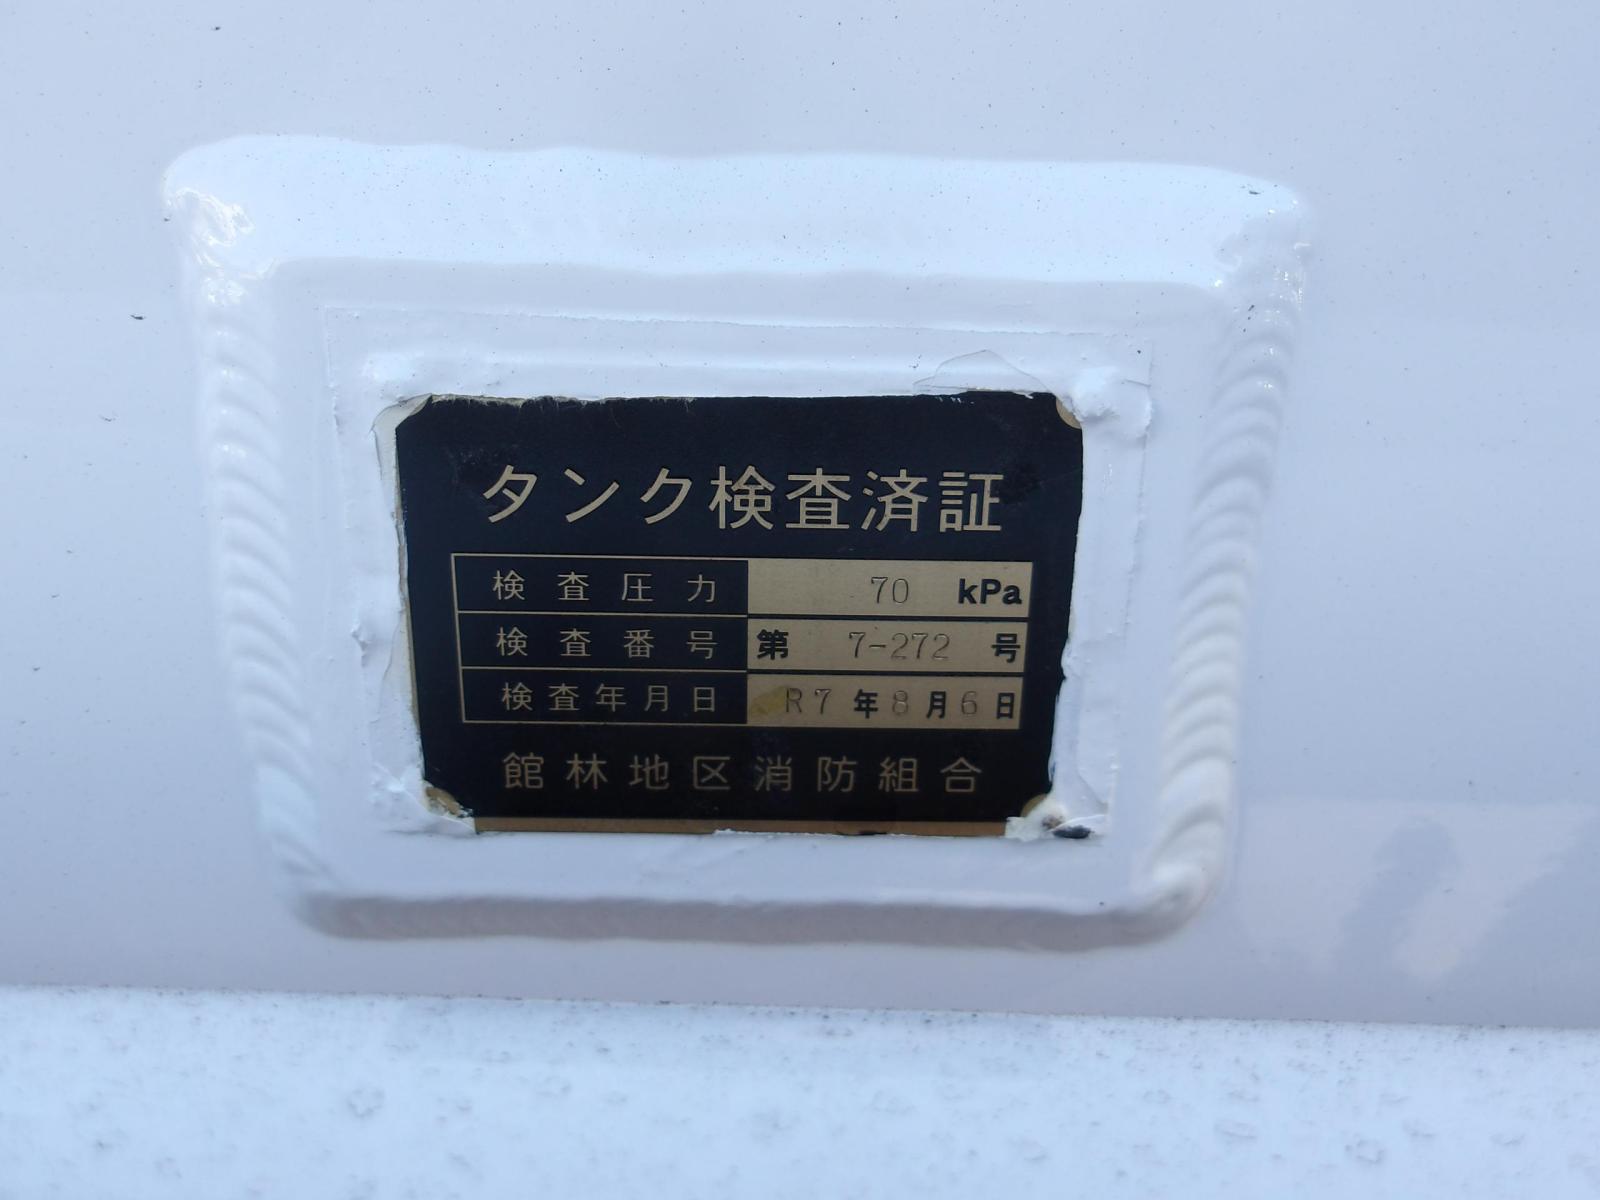 タンク検査済証
検査圧力 70 kPa
検査番号 第 7-272 号
検査年月日 R7年8月6日
館林地区消防組合